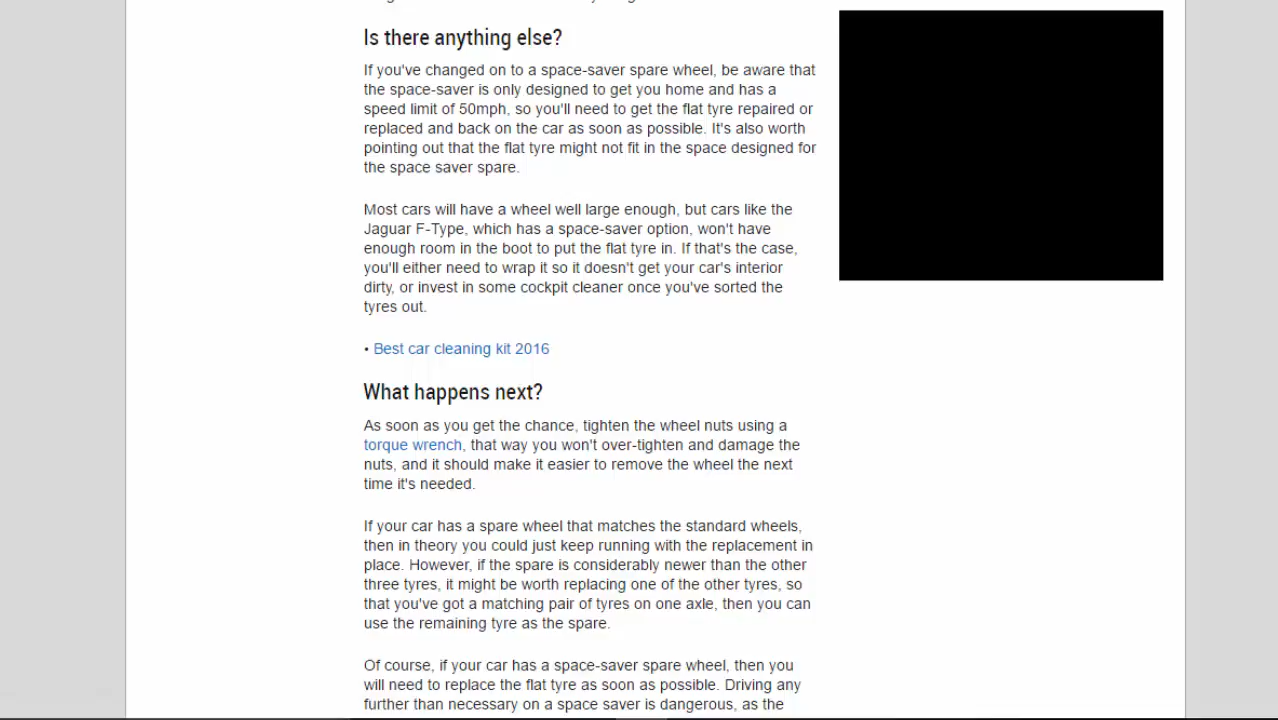 Is there anything else?
If you've changed on to a space-saver spare wheel, be aware that
the space-saver is only designed to get you home and has a
speed limit of 50mph, so you'll need to get the flat tyre repaired or
replaced and back on the car as soon as possible. It's also worth
pointing out that the flat tyre might not fit in the space designed for
the space saver spare.
Most cars will have a wheel well large enough, but cars like the
Jaguar F-Type, which has a space-saver option, won't have
enough room in the boot to put the flat tyre in. If that's the case,
you'll either need to wrap it so it doesn't get your car's interior
dirty, or invest in some cockpit cleaner once you've sorted the
tyres out.
• Best car cleaning kit 2016
What happens next?
As soon as you get the chance, tighten the wheel nuts using a
torque wrench, that way you won't over-tighten and damage the
nuts, and it should make it easier to remove the wheel the next
time it's needed.
If your car has a spare wheel that matches the standard wheels,
then in theory you could just keep running with the replacement in
place. However, if the spare is considerably newer than the other
three tyres, it might be worth replacing one of the other tyres, so
that you've got a matching pair of tyres on one axle, then you can
use the remaining tyre as the spare.
Of course, if your car has a space-saver spare wheel, then you
will need to replace the flat tyre as soon as possible. Driving any
further than necessary on a space saver is dangerous, as the